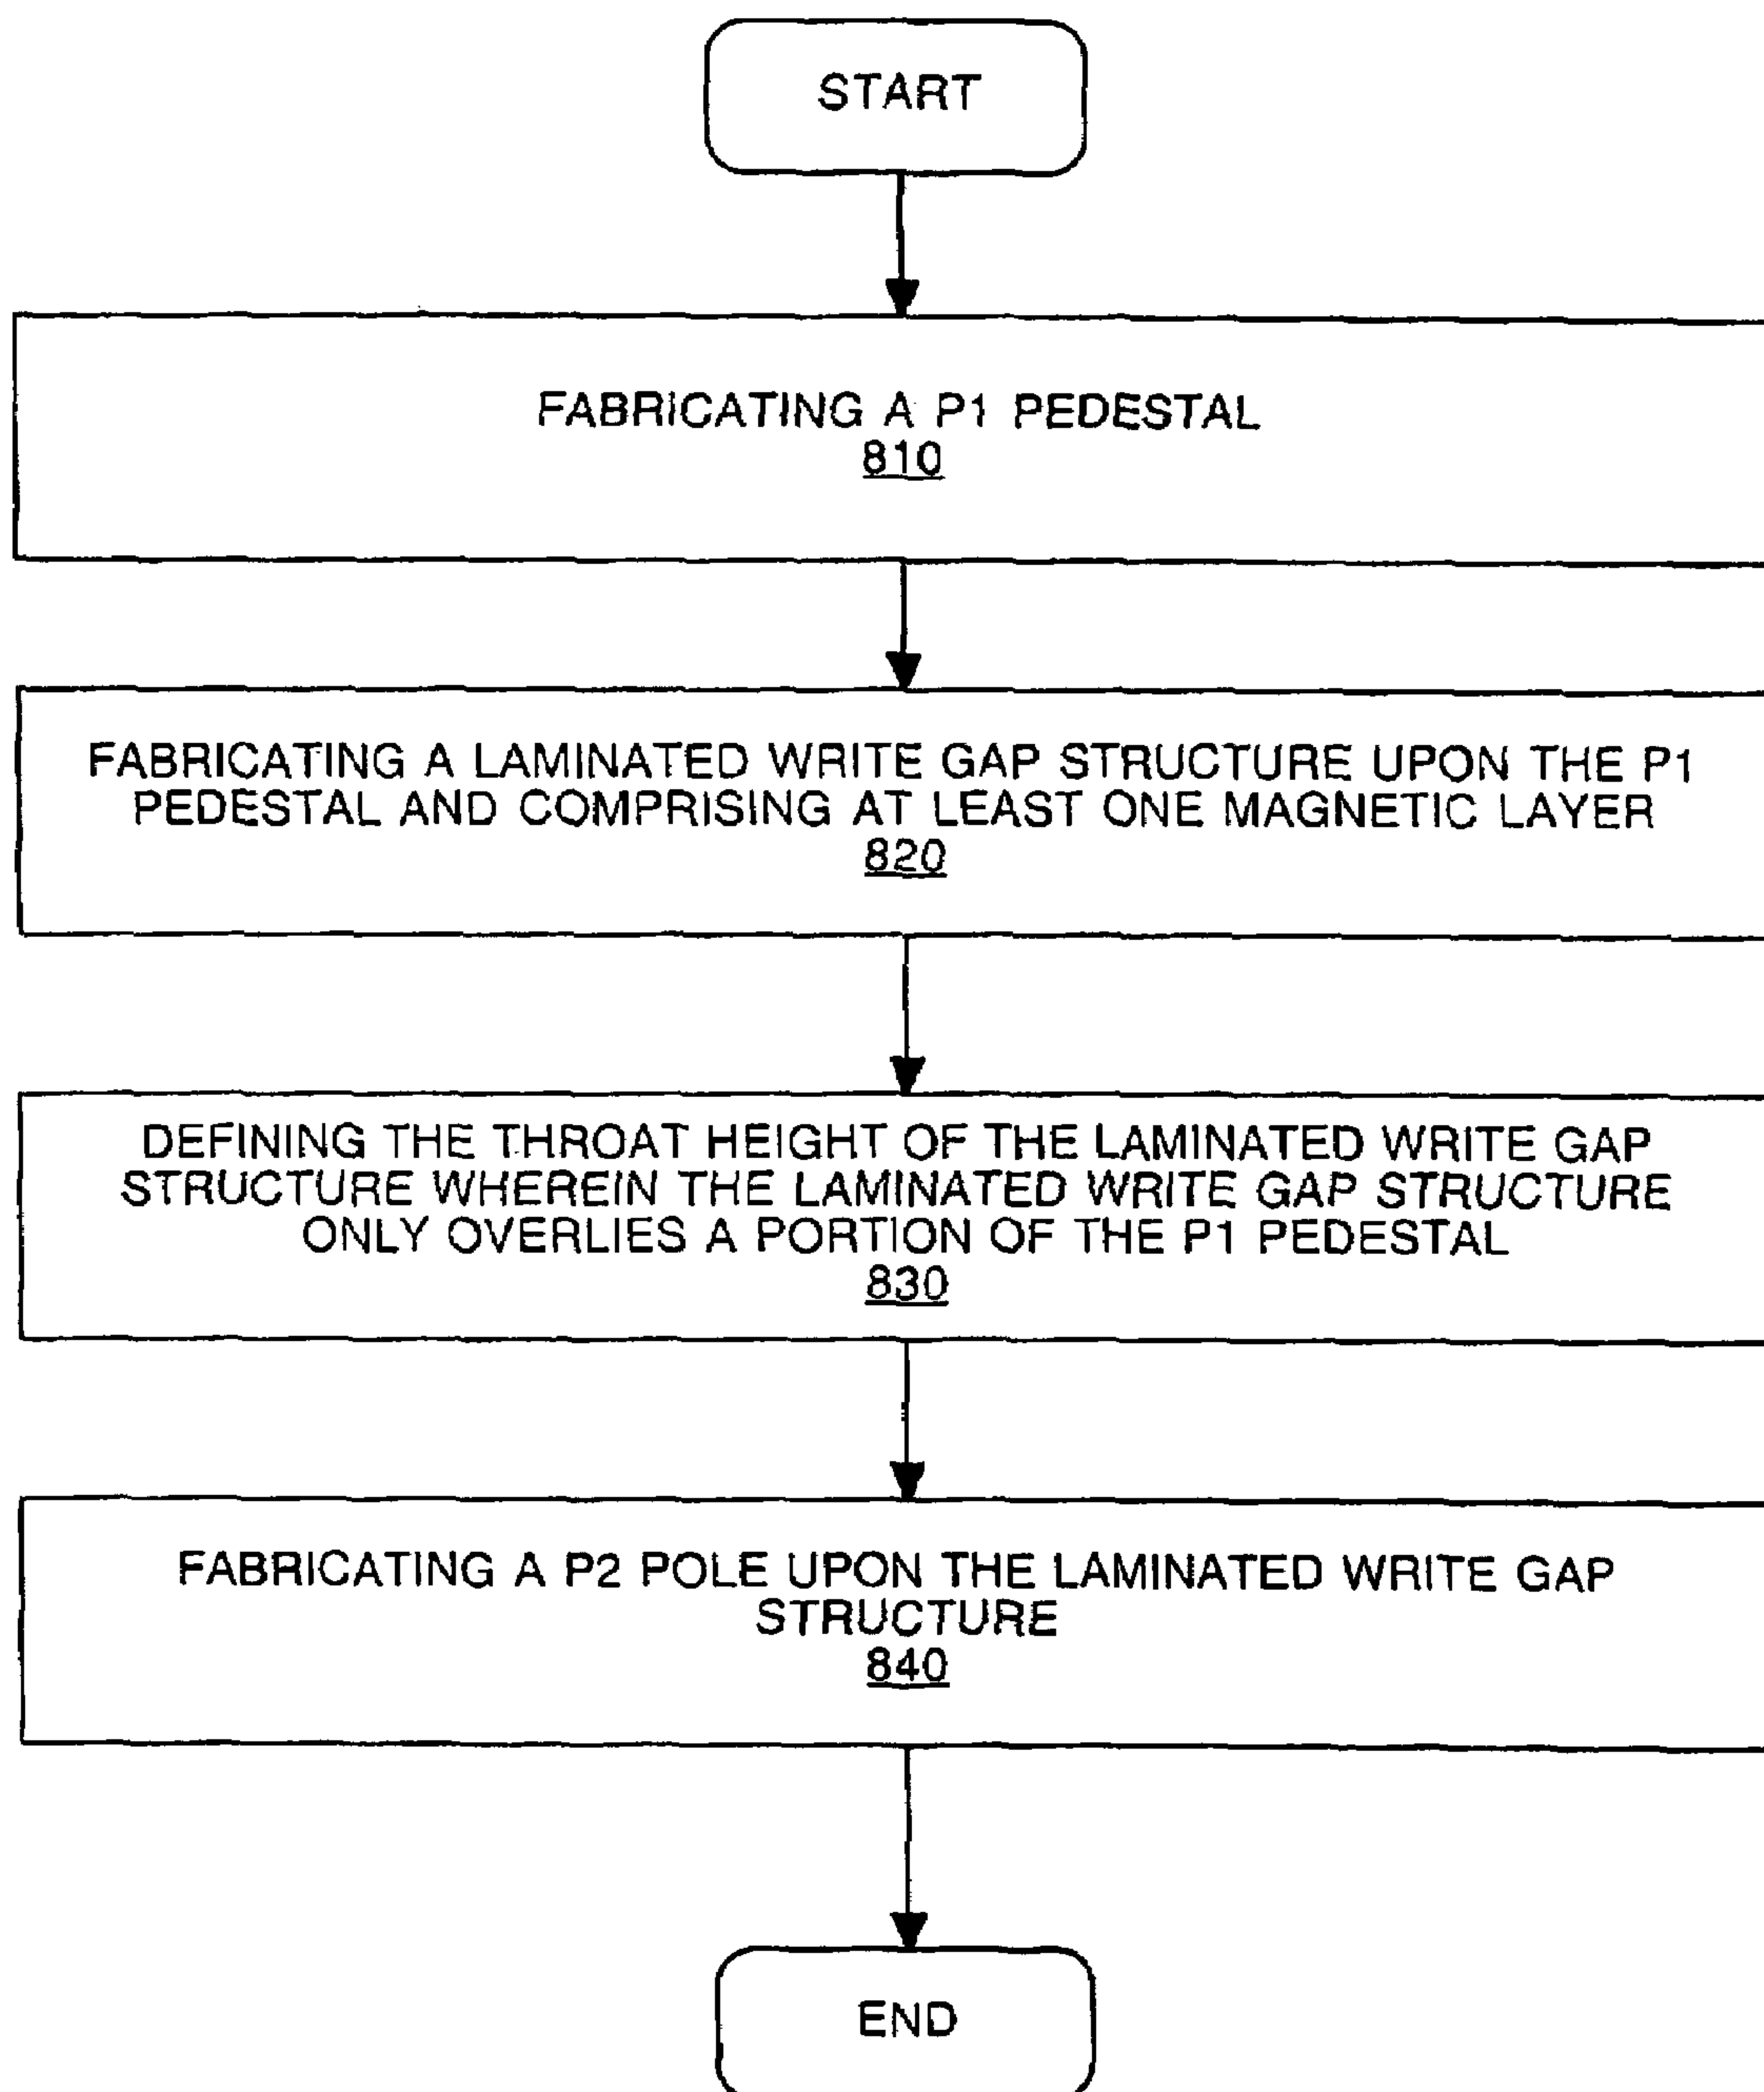 START
FABRICATING A P1 PEDESTAL
810
FABRICATING A LAMINATED WRITE GAP STRUCTURE UPON THE P1
PEDESTAL AND COMPRISING AT LEAST ONE MAGNETIC LAYER
820
DEFINING THE THROAT HEIGHT OF THE LAMINATED WRITE GAP
STRUCTURE WHEREIN THE LAMINATED WRITE GAP STRUCTURE
ONLY OVERLIES A PORTION OF THE P1 PEDESTAL
830
FABRICATING A P2 POLE UPON THE LAMINATED WRITE GAP
STRUCTURE
840
END